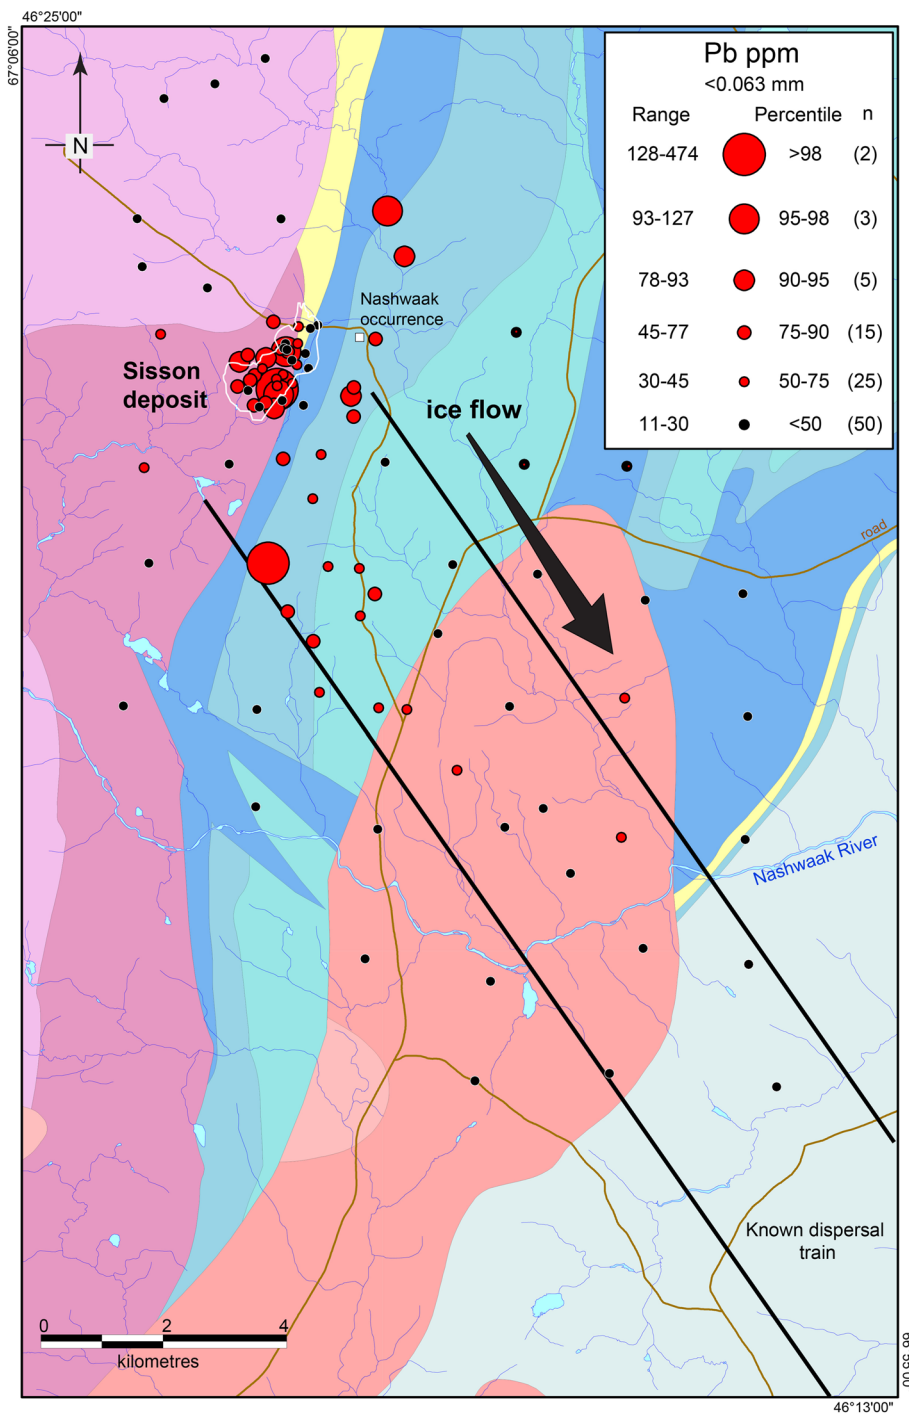 46°25'00"
67°06'00"
N
Pb ppm
<0.063 mm
Range Percentile n
128-474 >98 (2)
93-127 95-98 (3)
78-93 90-95 (5)
45-77 75-90 (15)
30-45 50-75 (25)
11-30 <50 (50)
Nashwaak
occurrence
Sisson
deposit
ice flow
road
Nashwaak River
Known dispersal
train
0 2 4
kilometres
46°13'00"